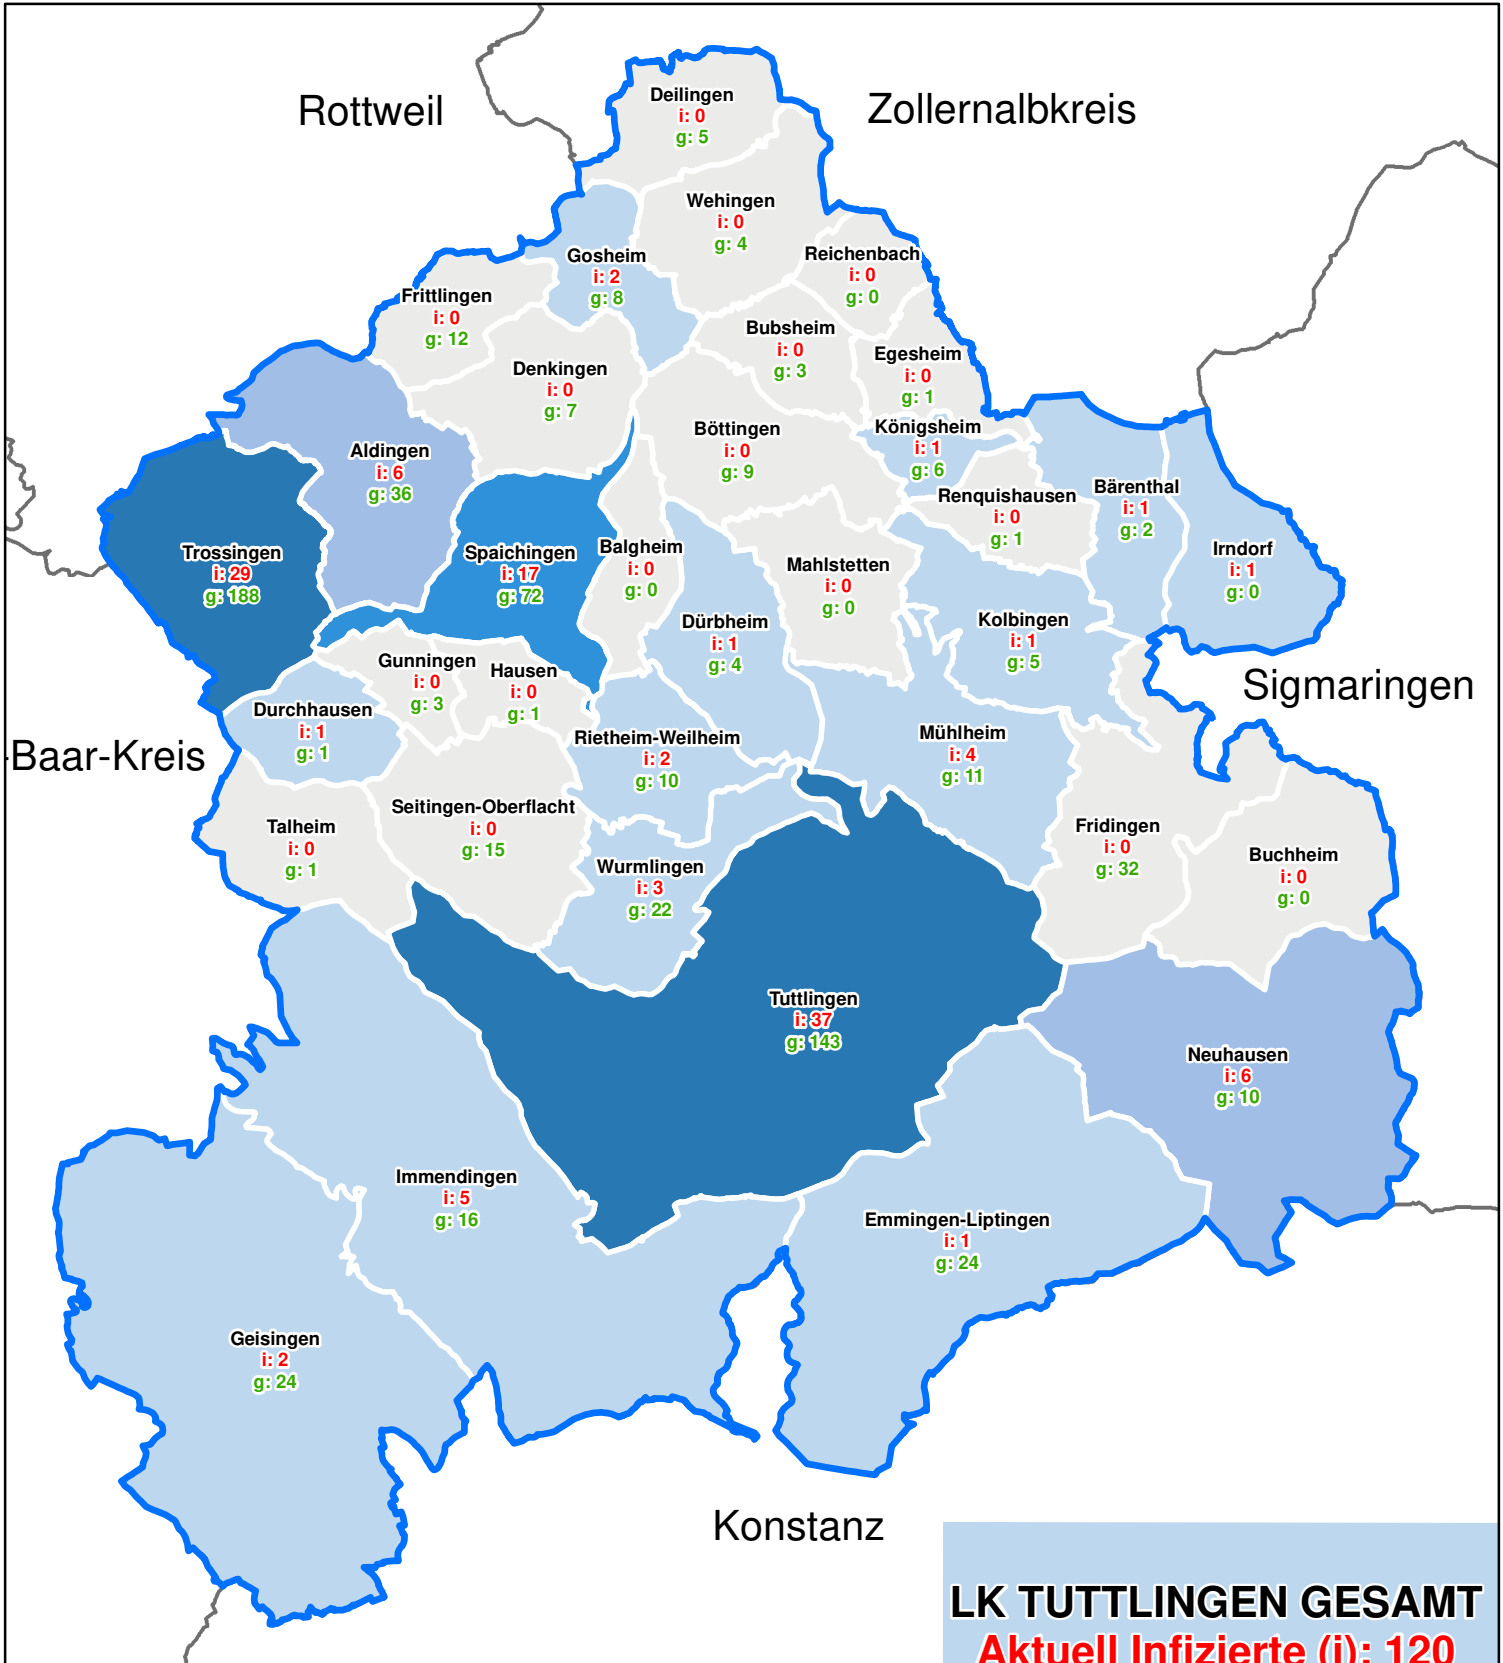 Rottweil
Zollernalbkreis
Deilingen
i: 0
g: 5
Wehingen
i: 0
g: 4
Gosheim
i: 2
g: 8
Reichenbach
i: 0
g: 0
Frittlingen
i: 0
g: 12
Bubsheim
i: 0
g: 3
Egesheim
i: 0
g: 1
Denkingen
i: 0
g: 7
Böttingen
i: 0
g: 9
Königsheim
i: 1
g: 6
Aldingen
i: 6
g: 36
Renquishausen
i: 0
g: 1
Bärenthal
i: 1
g: 2
Irndorf
i: 1
g: 0
Trossingen
i: 29
g: 188
Spaichingen
i: 17
g: 72
Balgheim
i: 0
g: 0
Mahlstetten
i: 0
g: 0
Dürbheim
i: 1
g: 4
Kolbingen
i: 1
g: 5
Gunningen
i: 0
g: 3
Hausen
i: 0
g: 1
Sigmaringen
Durchhausen
i: 1
g: 1
-Baar-Kreis
Rietheim-Weilheim
i: 2
g: 10
Mühlheim
i: 4
g: 11
Seitingen-Oberflacht
i: 0
g: 15
Talheim
i: 0
g: 1
Fridingen
i: 0
g: 32
Buchheim
i: 0
g: 0
Wurmlingen
i: 3
g: 22
Tuttlingen
i: 37
g: 143
Neuhausen
i: 6
g: 10
Immendingen
i: 5
g: 16
Emmingen-Liptingen
i: 1
g: 24
Geisingen
i: 2
g: 24
Konstanz
LK TUTTLINGEN GESAMT
Aktuell Infizierte (i): 120